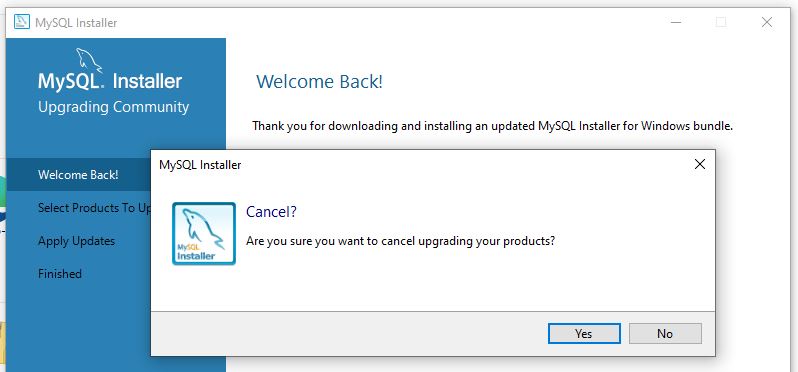 MySQL Installer
MySQL Installer
Upgrading Community
Welcome Back!
Thank you for downloading and installing an updated MySQL Installer for Windows bundle.
Welcome Back!
Select Products To
Apply Updates
Finished
MySQL Installer
MySQL
Installer
Cancel?
Are you sure you want to cancel upgrading your products?
Yes
No